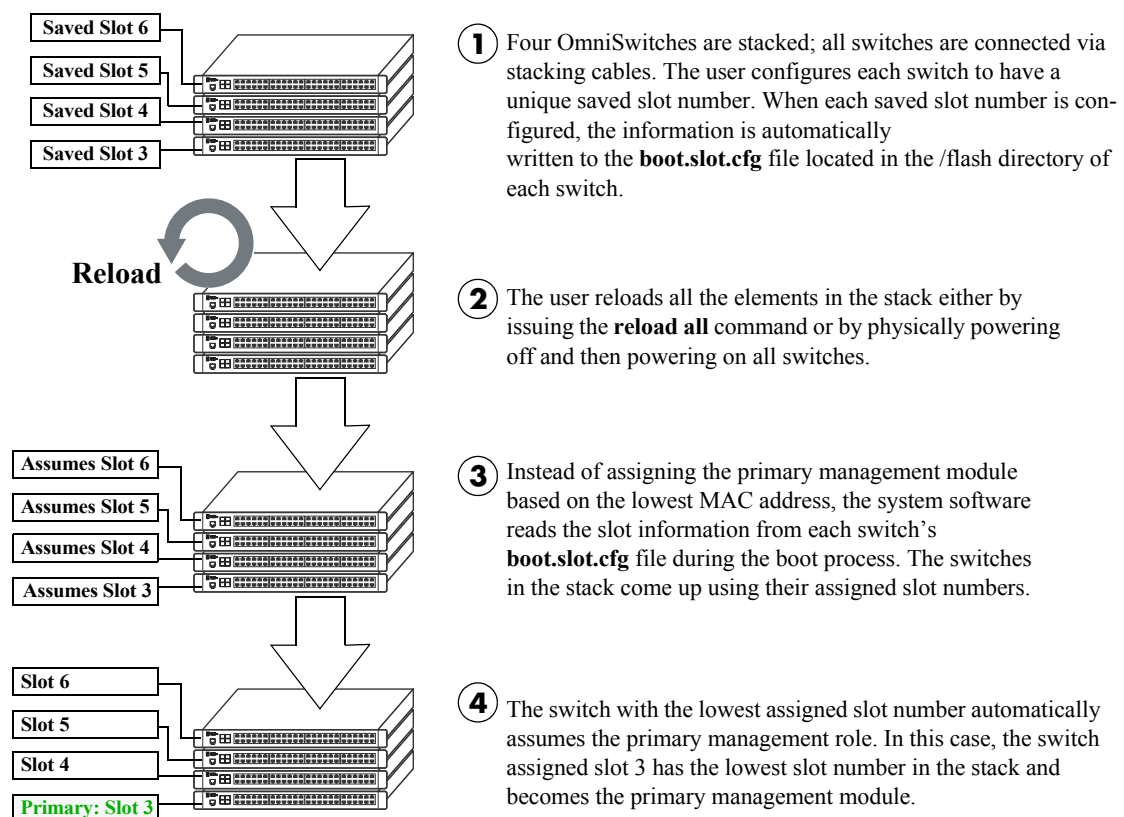 Saved Slot 6
Saved Slot 5
Saved Slot 4
Saved Slot 3
1 Four OmniSwitches are stacked; all switches are connected via
stacking cables. The user configures each switch to have a
unique saved slot number. When each saved slot number is con-
figured, the information is automatically
written to the boot.slot.cfg file located in the /flash directory of
each switch.
Reload
2 The user reloads all the elements in the stack either by
issuing the reload all command or by physically powering
off and then powering on all switches.
Assumes Slot 6
Assumes Slot 5
Assumes Slot 4
Assumes Slot 3
3 Instead of assigning the primary management module
based on the lowest MAC address, the system software
reads the slot information from each switch’s
boot.slot.cfg file during the boot process. The switches
in the stack come up using their assigned slot numbers.
Slot 6
Slot 5
Slot 4
Primary: Slot 3
4 The switch with the lowest assigned slot number automatically
assumes the primary management role. In this case, the switch
assigned slot 3 has the lowest slot number in the stack and
becomes the primary management module.